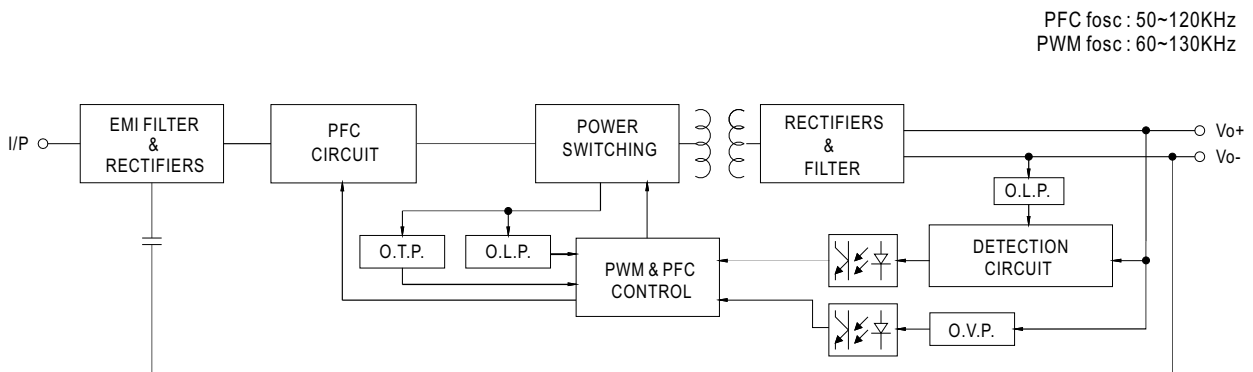 PFC fosc : 50~120KHz
PWM fosc : 60~130KHz
I/P
EMI FILTER
&
RECTIFIERS
PFC
CIRCUIT
POWER
SWITCHING
RECTIFIERS
&
FILTER
Vo+
Vo-
O.L.P.
O.T.P.
O.L.P.
PWM & PFC
CONTROL
DETECTION
CIRCUIT
O.V.P.